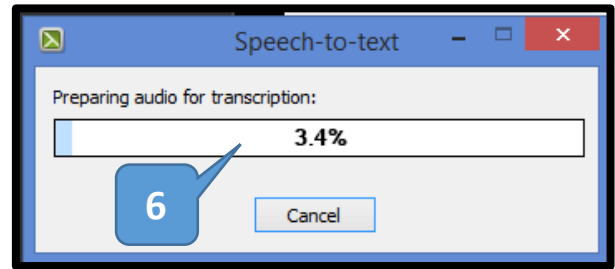 Speech-to-text
Preparing audio for transcription:
3.4%
6
Cancel